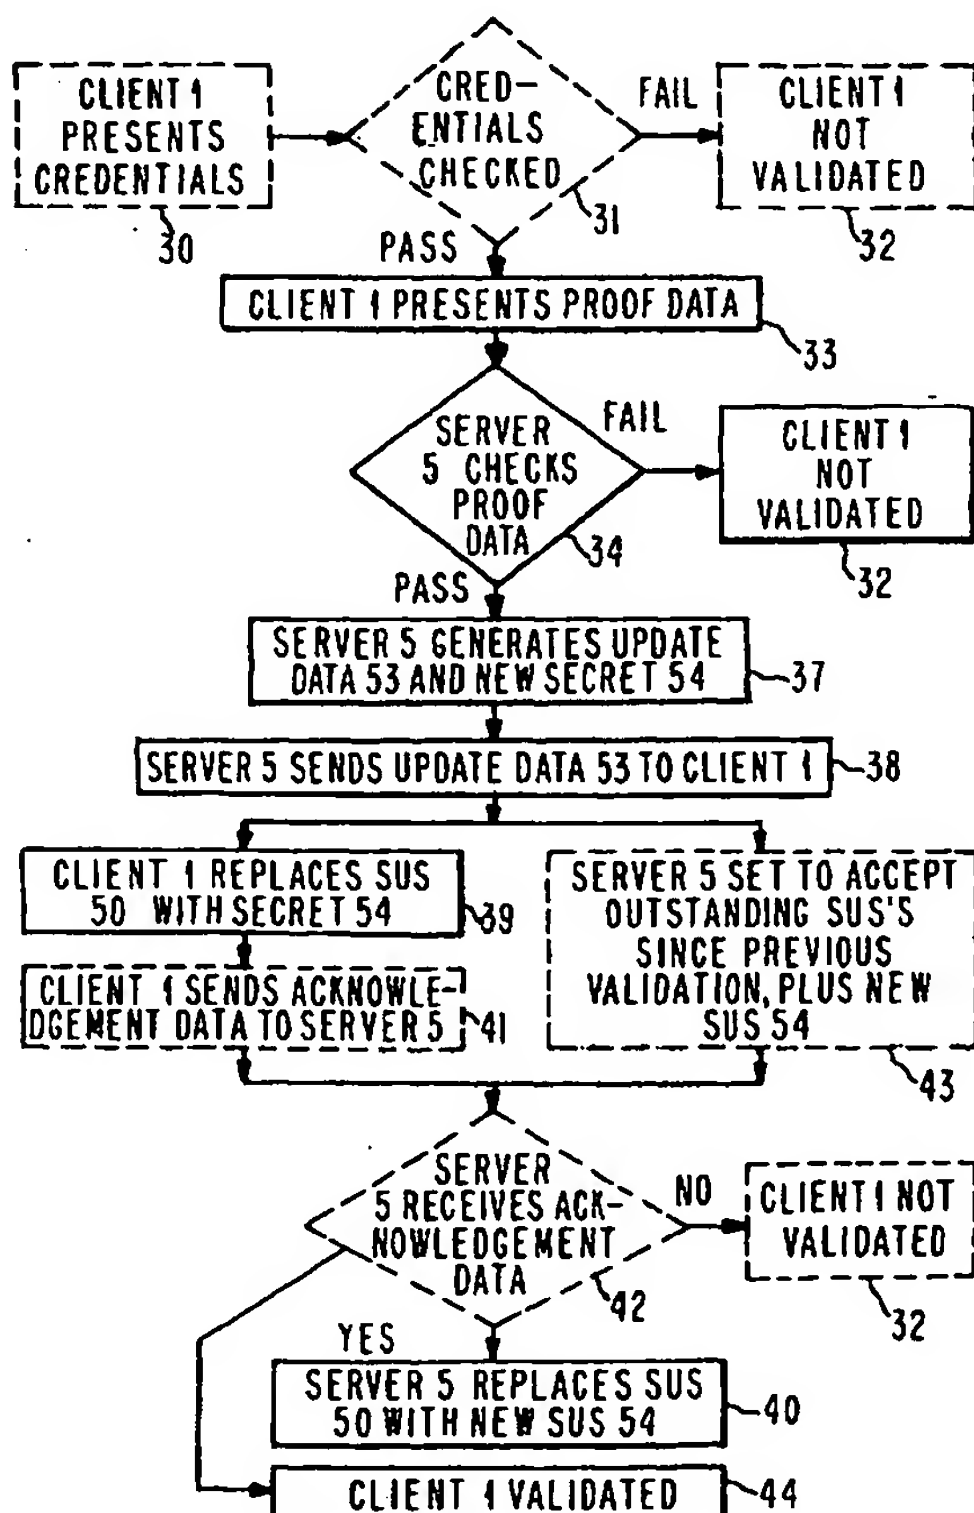 CLIENT 1
PRESENTS
CREDENTIALS
30
CRED-
ENTIALS
CHECKED
31
FAIL
CLIENT 1
NOT
VALIDATED
32
PASS
CLIENT 1 PRESENTS PROOF DATA
33
SERVER
5 CHECKS
PROOF
DATA
34
FAIL
CLIENT 1
NOT
VALIDATED
32
PASS
SERVER 5 GENERATES UPDATE
DATA 53 AND NEW SECRET 54
37
SERVER 5 SENDS UPDATE DATA 53 TO CLIENT 1
38
CLIENT 1 REPLACES SUS
50 WITH SECRET 54
39
CLIENT 1 SENDS ACKNOWLE-
DGEMENT DATA TO SERVER 5
41
SERVER 5 SET TO ACCEPT
OUTSTANDING SUS'S
SINCE PREVIOUS
VALIDATION, PLUS NEW
SUS 54
43
SERVER
5 RECEIVES ACK-
NOWLEDGEMENT
DATA
42
NO
CLIENT 1 NOT
VALIDATED
32
YES
SERVER 5 REPLACES SUS
50 WITH NEW SUS 54
40
CLIENT 1 VALIDATED
44